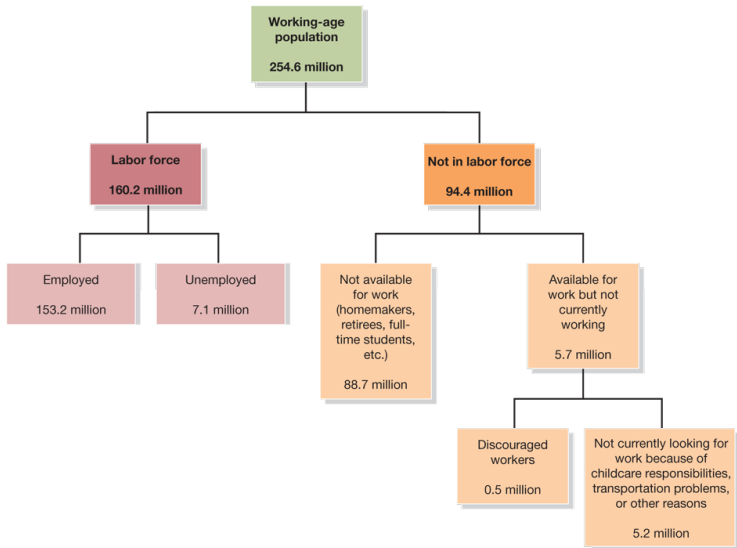 Working-age
population
254.6 million
Labor force
160.2 million
Not in labor force
94.4 million
Employed
153.2 million
Unemployed
7.1 million
Not available
for work
(homemakers,
retirees, full-
time students,
etc.)
88.7 million
Available for
work but not
currently
working
5.7 million
Discouraged
workers
0.5 million
Not currently looking for
work because of
childcare responsibilities,
transportation problems,
or other reasons
5.2 million